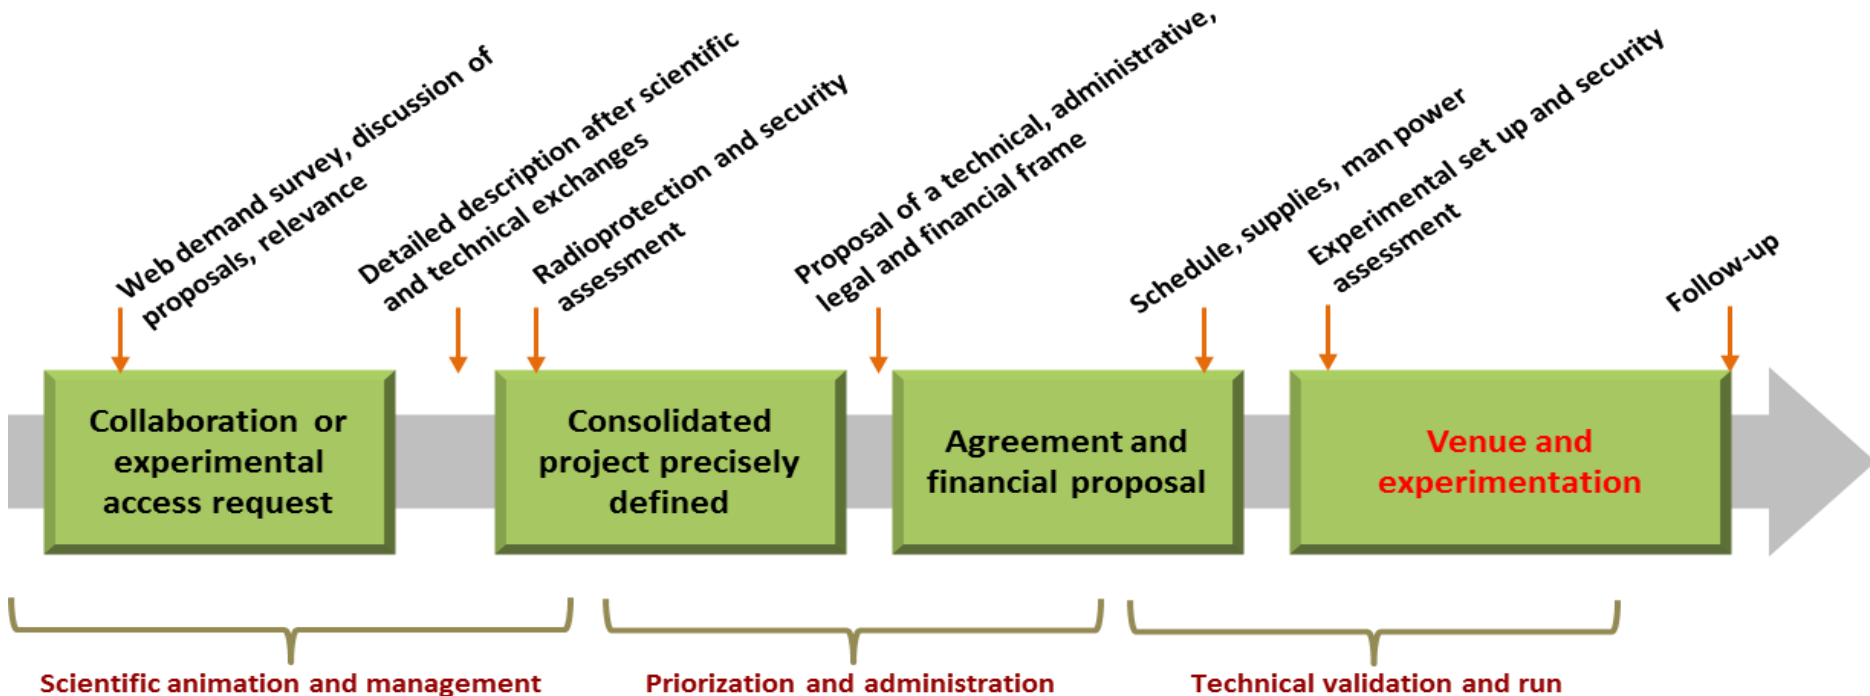 Web demand survey, discussion of
proposals, relevance
Detailed description after scientific
and technical exchanges
Radioprotection and security
assessment
Proposal of a technical, administrative,
legal and financial frame
Schedule, supplies, man power
Experimental set up and security
assessment
Follow-up
Collaboration or
experimental
access request
Consolidated
project precisely
defined
Agreement and
financial proposal
Venue and
experimentation
Scientific animation and management
Priorization and administration
Technical validation and run